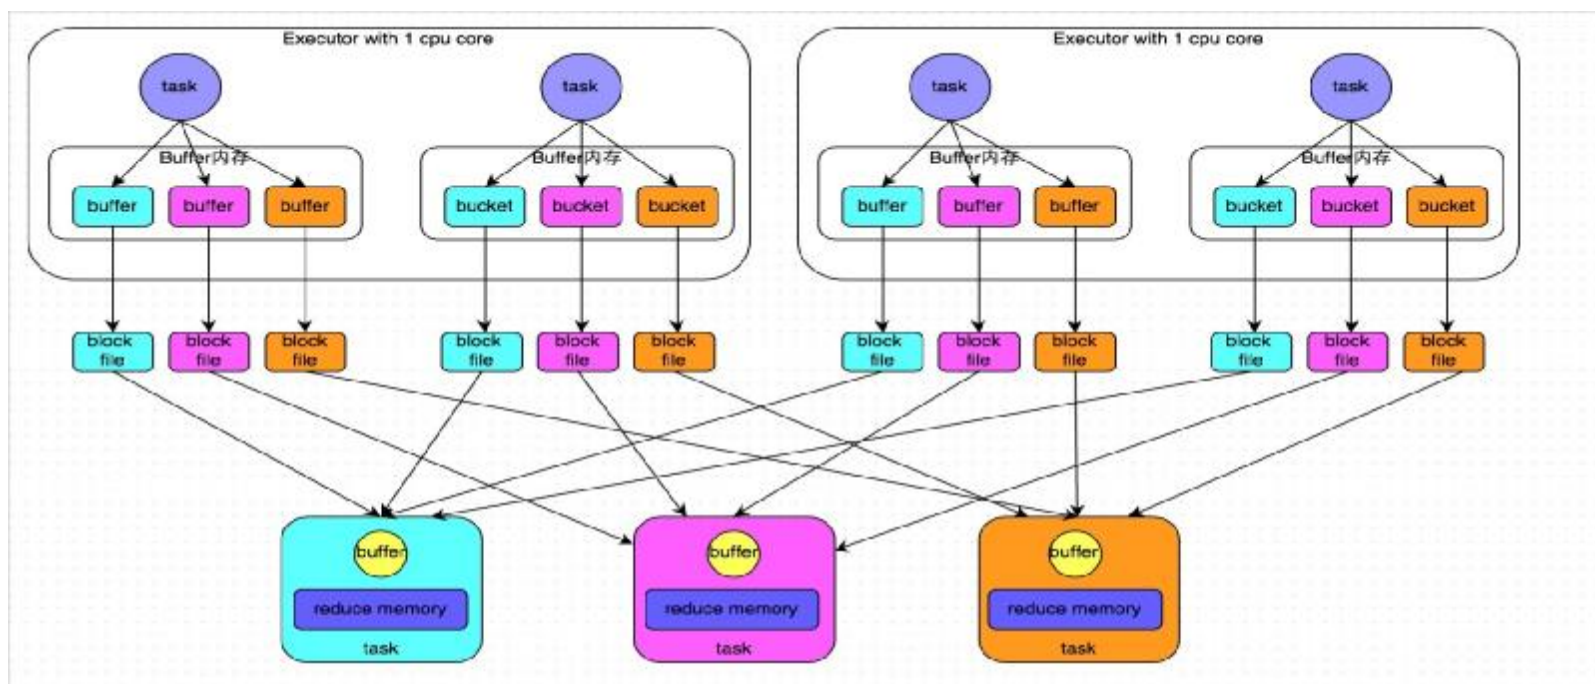 Executor with 1 cpu core
Executor with 1 cpu core
task
task
task
task
Buffer内存
Buffer内存
Buffer内存
Buffer内存
buffer
buffer
buffer
bucket
bucket
bucket
buffer
buffer
buffer
bucket
bucket
bucket
block
file
block
file
block
file
block
file
block
file
block
file
block
file
block
file
block
file
block
file
block
file
block
file
buffer
reduce memory
task
buffer
reduce memory
task
buffer
reduce memory
task